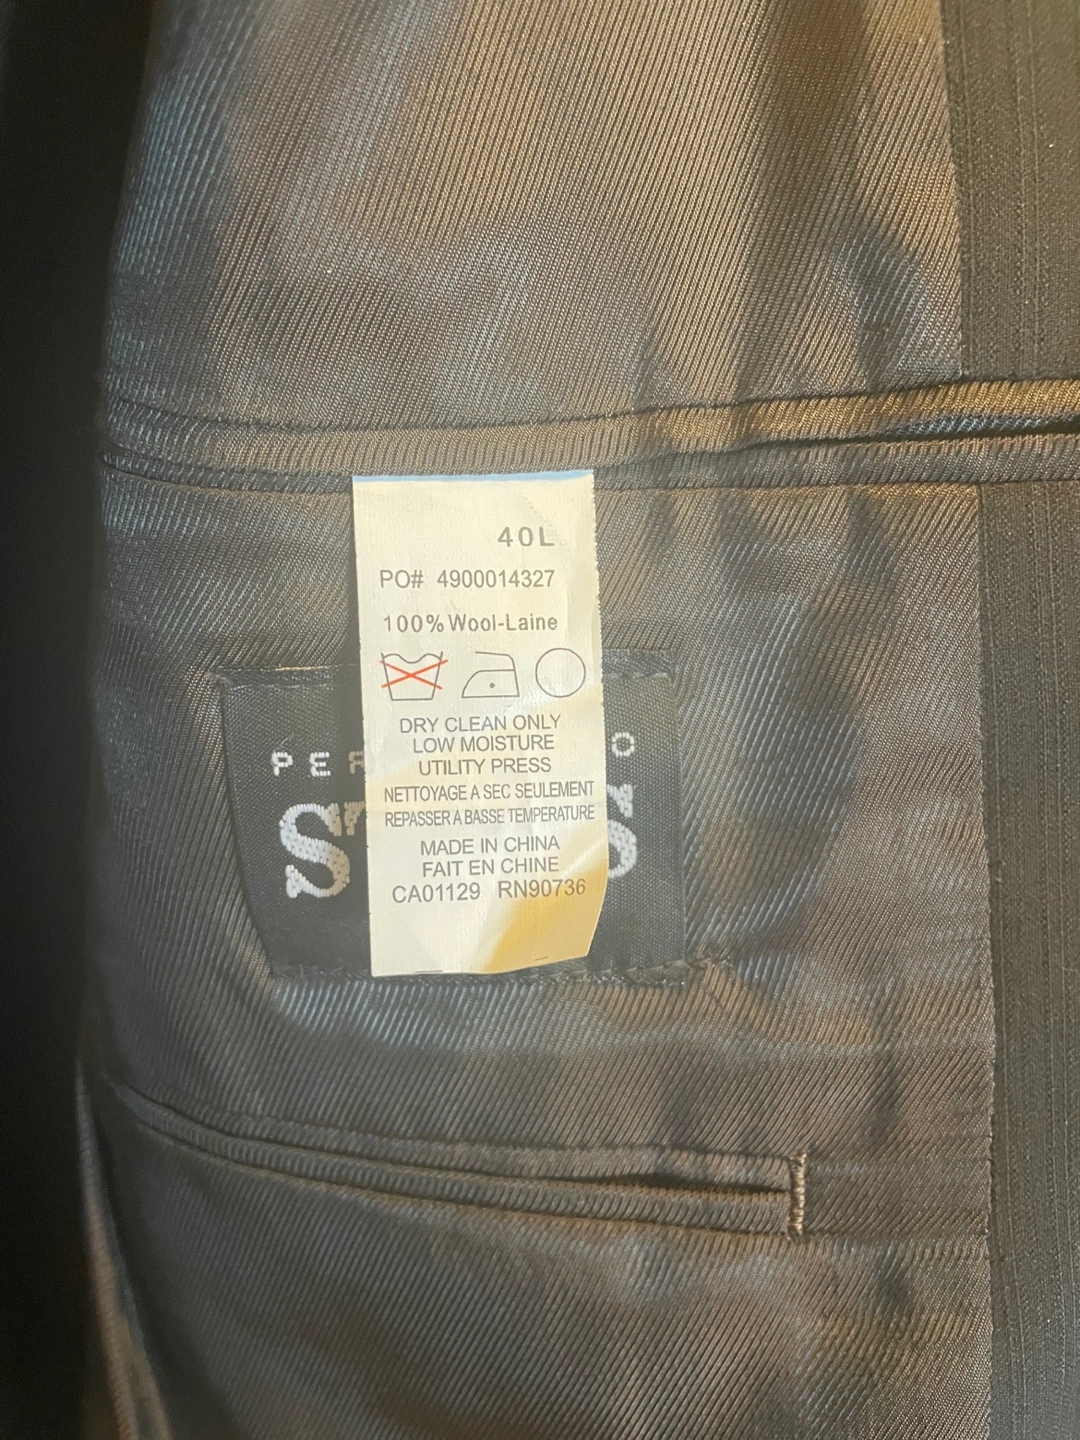 40L
PO# 4900014327
100% Wool-Laine
DRY CLEAN ONLY
LOW MOISTURE
UTILITY PRESS
NETTOYAGE A SEC SEULEMENT
REPASSER A BASSE TEMPERATURE
MADE IN CHINA
FAIT EN CHINE
CA01129 RN90736